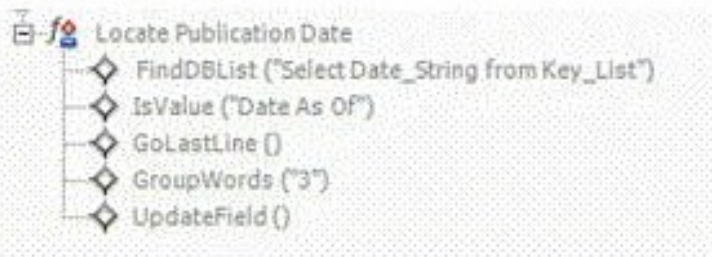 Locate Publication Date
FindDBList ("Select Date_String from Key_List")
IsValue ("Date As Of")
GoLastLine ()
GroupWords ("3")
UpdateField ()